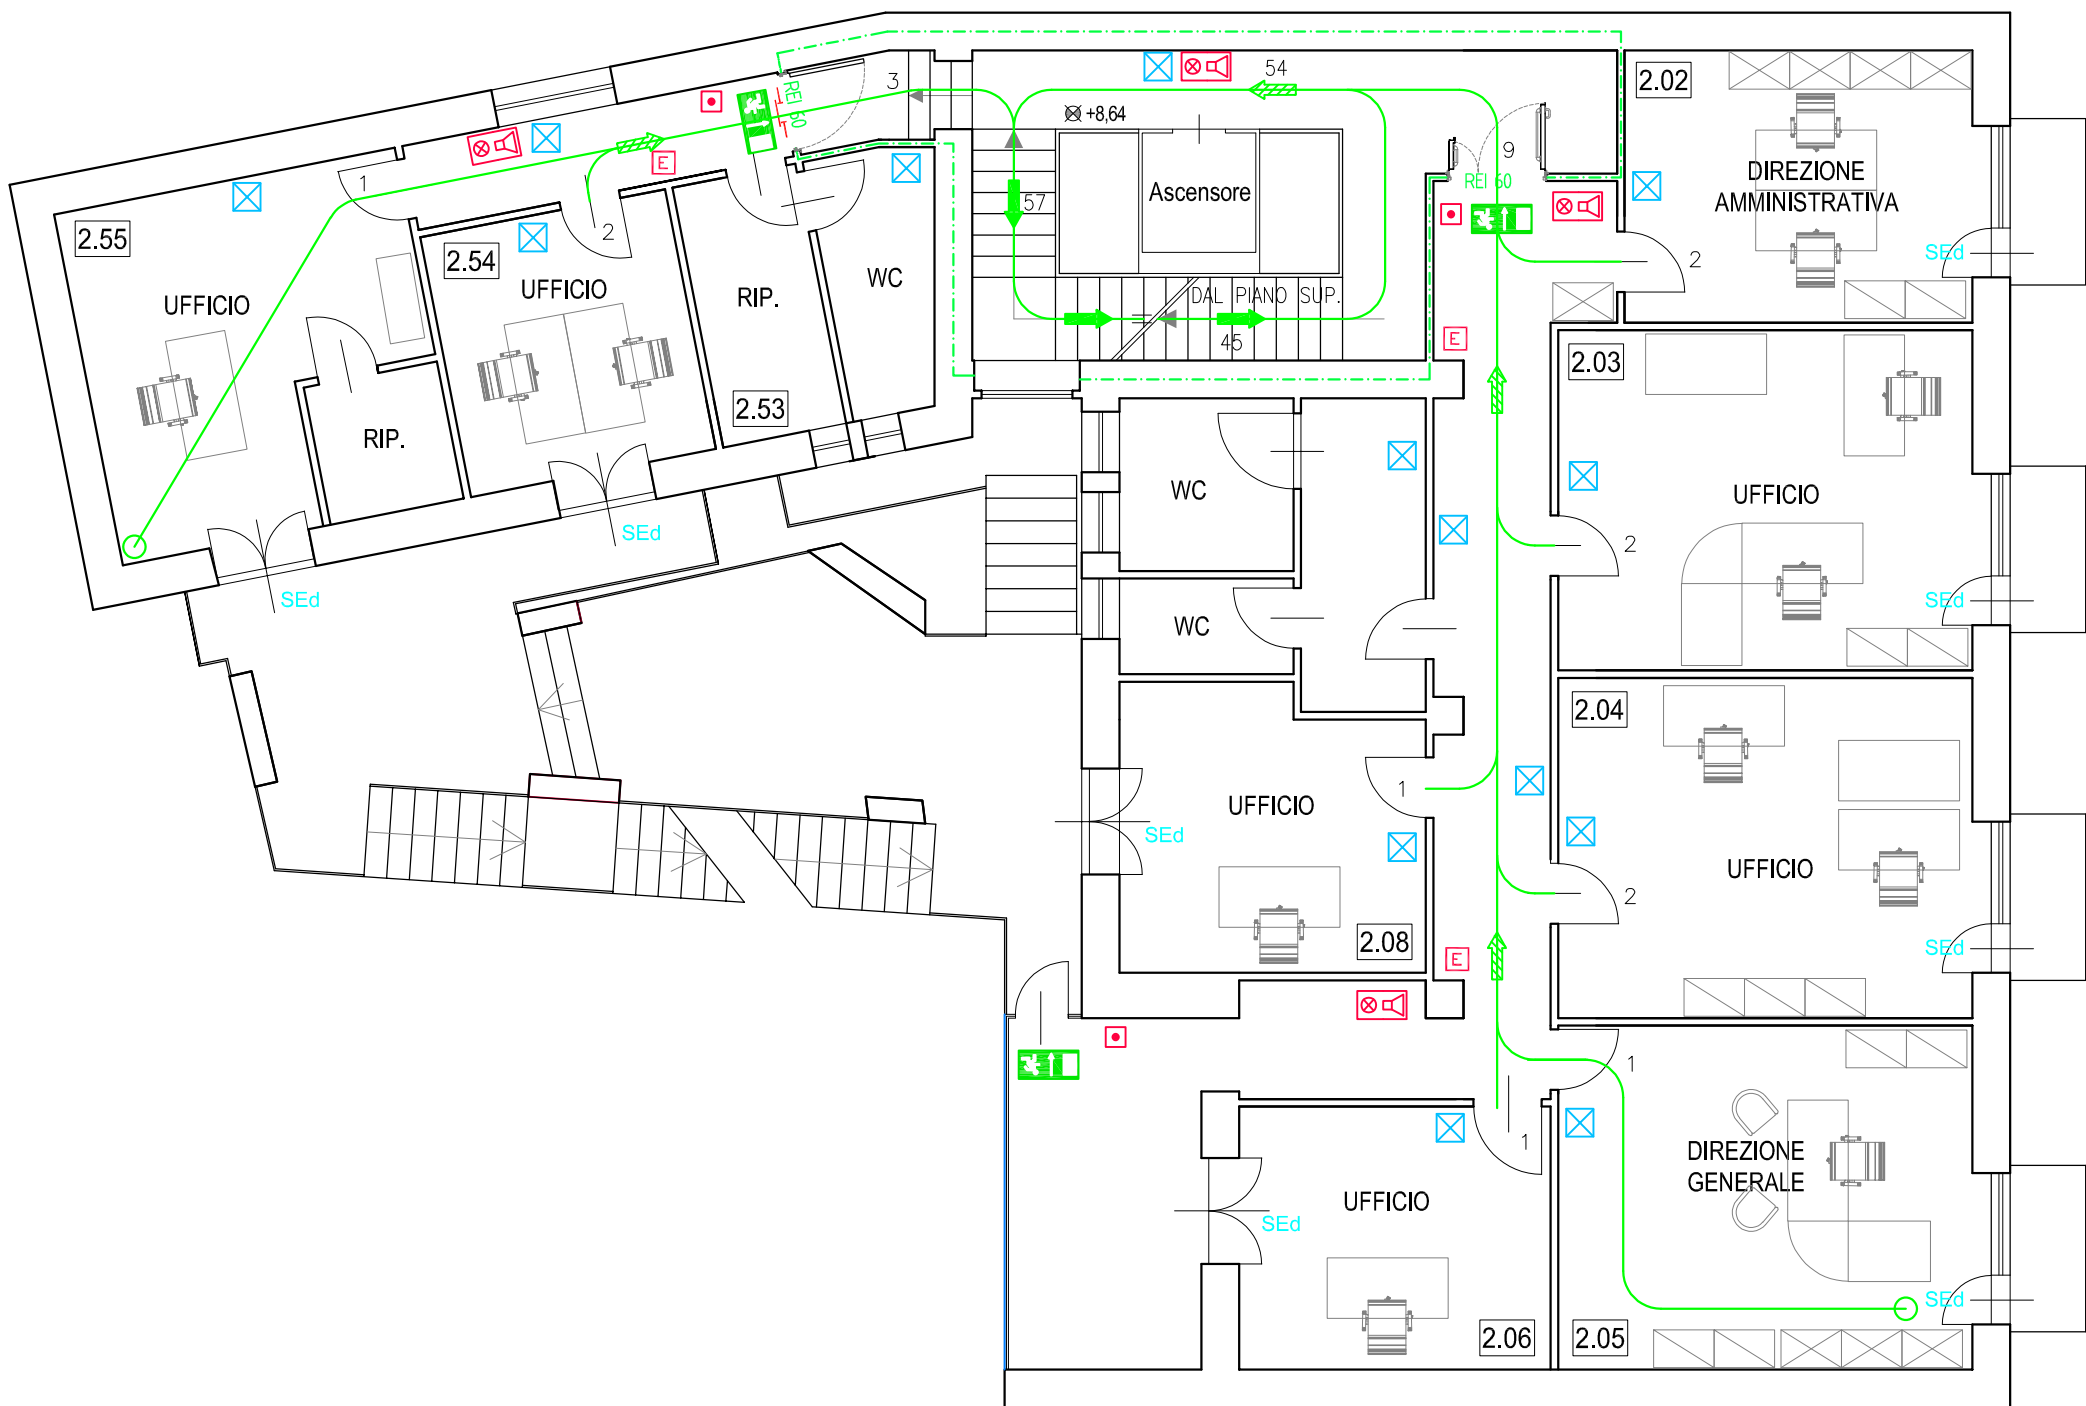 3
54
2.02
REI 60
+8,64
DIREZIONE
AMMINISTRATIVA
E
1
9
REI 60
Ascensore
57
2.55
2.54
2
SEd
2
UFFICIO
UFFICIO
RIP.
WC
DAL PIANO SUP.
45
E
2.03
2.53
RIP.
WC
UFFICIO
SEd
2
SEd
SEd
WC
2.04
UFFICIO
1
SEd
UFFICIO
2
2.08
E
SEd
1
DIREZIONE
GENERALE
1
UFFICIO
SEd
SEd
2.06
2.05